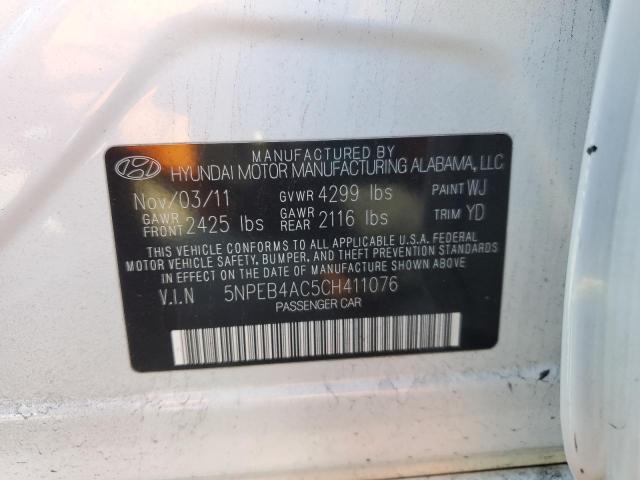 MANUFACTURED BY
HYUNDAI MOTOR MANUFACTURING ALABAMA, LLC
Nov/03/11 GVWR 4299 lbs PAINT WJ
GAWR FRONT 2425 lbs GAWR REAR 2116 lbs TRIM YD
THIS VEHICLE CONFORMS TO ALL APPLICABLE U.S.A. FEDERAL
MOTOR VEHICLE SAFETY, BUMPER, AND THEFT PREVENTION STANDARDS
IN EFFECT ON THE DATE OF MANUFACTURE SHOWN ABOVE.
V.I.N 5NPEB4AC5CH411076
PASSENGER CAR